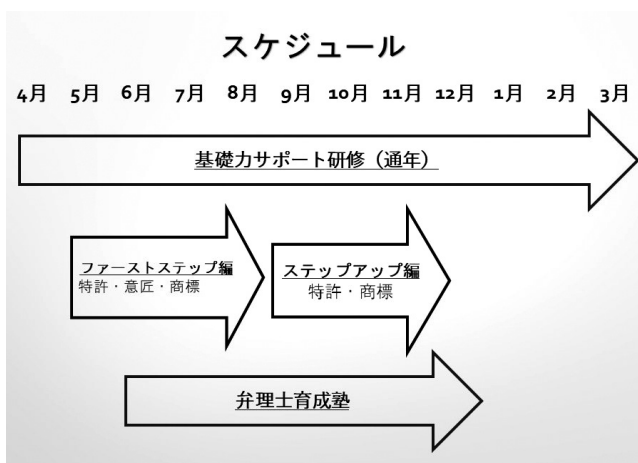 スケジュール
4月 5月 6月 7月 8月 9月 10月 11月 12月 1月 2月 3月
基礎力サポート研修（通年）
ファーストステップ編
特許・意匠・商標
ステップアップ編
特許・商標
弁理士育成塾